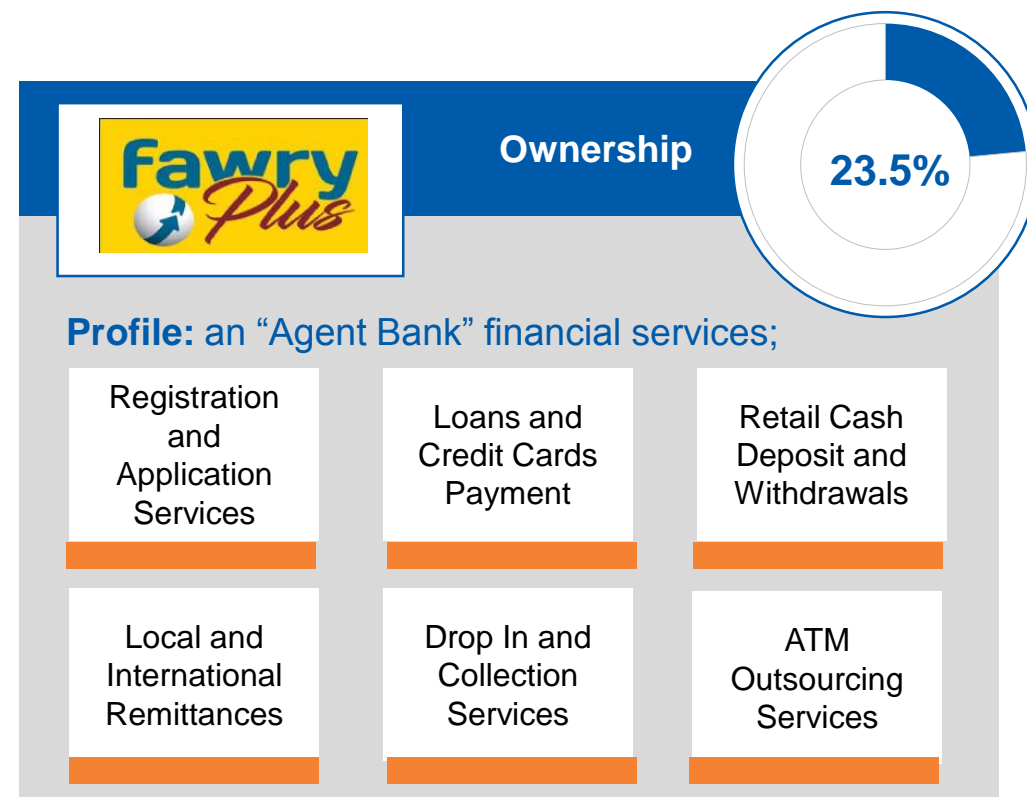 Fawry
Plus
Ownership
23.5%
Profile: an “Agent Bank” financial services;
Registration
and
Application
Services
Loans and
Credit Cards
Payment
Retail Cash
Deposit and
Withdrawals
Local and
International
Remittances
Drop In and
Collection
Services
ATM
Outsourcing
Services